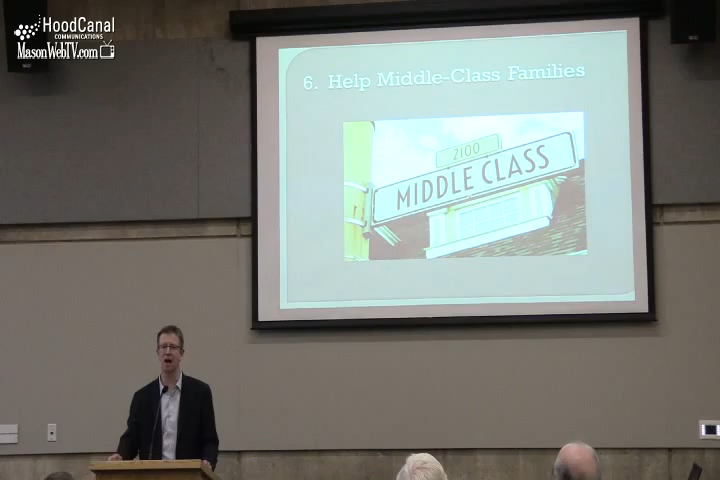 HoodCanal
COMMUNICATIONS
MasonWebTV.com
6. Help Middle-Class Families
2100
MIDDLE CLASS